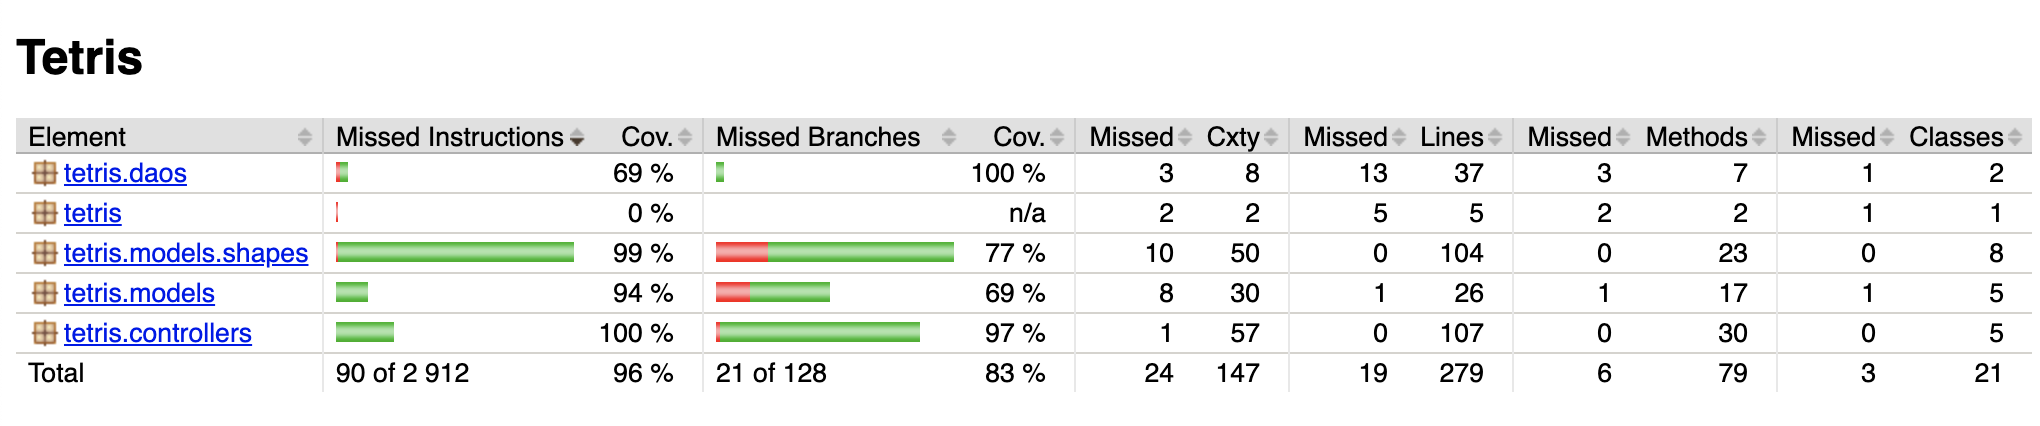 Tetris
Element Missed Instructions Cov. Missed Branches Cov. Missed Cxty Missed Lines Missed Methods Missed Classes
tetris.daos 69 % 100 % 3 8 13 37 3 7 1 2
tetris 0 % n/a 2 2 5 5 2 2 1 1
tetris.models.shapes 99 % 77 % 10 50 0 104 0 23 0 8
tetris.models 94 % 69 % 8 30 1 26 1 17 1 5
tetris.controllers 100 % 97 % 1 57 0 107 0 30 0 5
Total 90 of 2 912 96 % 21 of 128 83 % 24 147 19 279 6 79 3 21